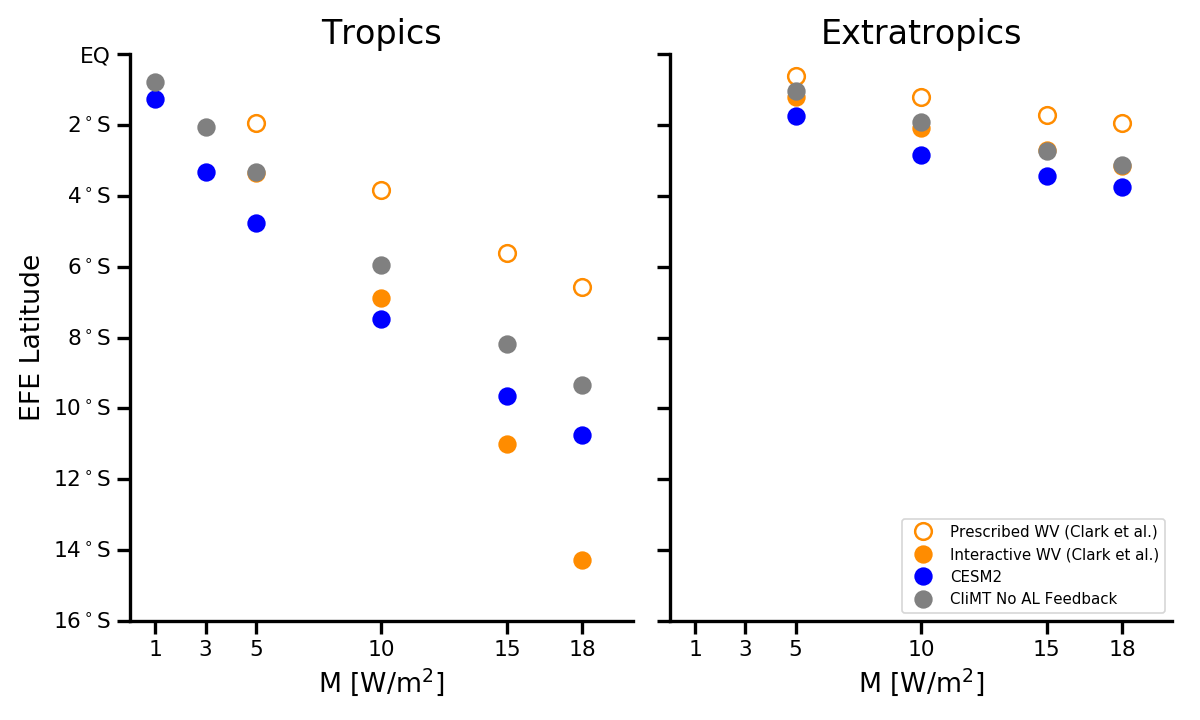 Tropics
Extratropics
EQ
2°S
4°S
6°S
8°S
10°S
12°S
14°S
16°S
EFE Latitude
1 3 5 10 15 18
1 3 5 10 15 18
M [W/m²]
M [W/m²]
Prescribed WV (Clark et al.)
Interactive WV (Clark et al.)
CESM2
CliMT No AL Feedback